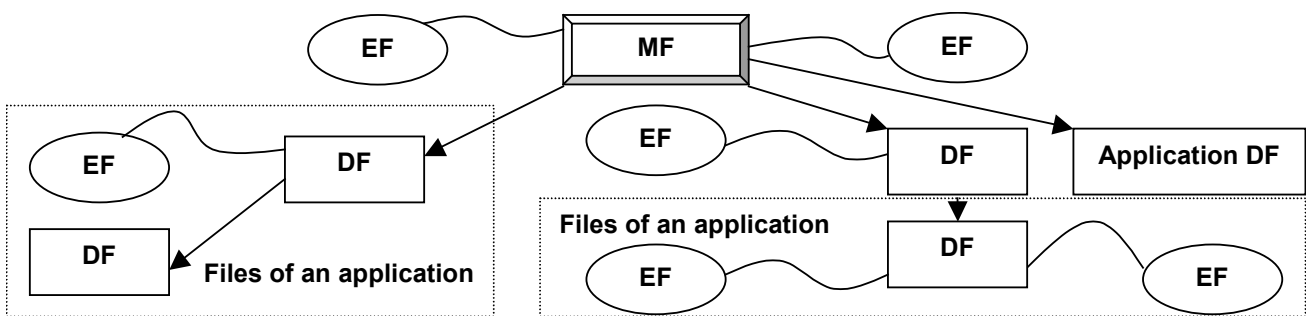 EF
MF
EF
EF
DF
EF
DF
Application DF
DF
Files of an application
Files of an application
EF
DF
EF